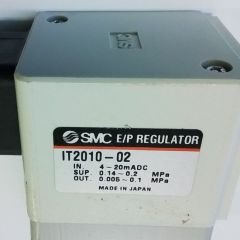 SMC
SMC E/P REGULATOR
IT2010-02
IN. 4~20mADC
SUP. 0.14~0.2 MPa
OUT. 0.005~0.1 MPa
MADE IN JAPAN